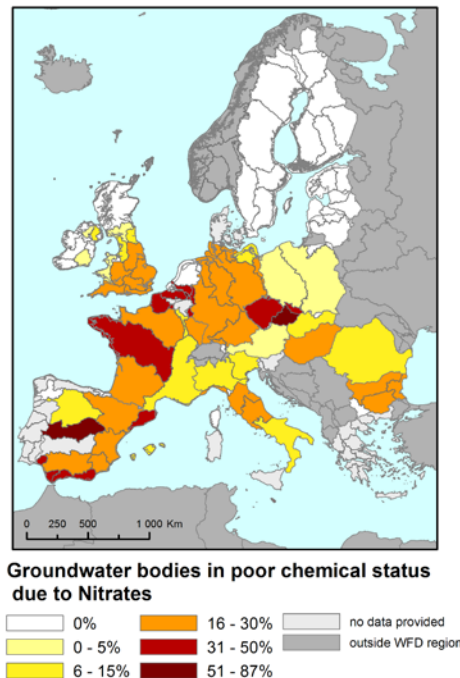 0 250 500 1 000 Km
Groundwater bodies in poor chemical status
due to Nitrates
0% 16 - 30% no data provided
0 - 5% 31 - 50% outside WFD region
6 - 15% 51 - 87%